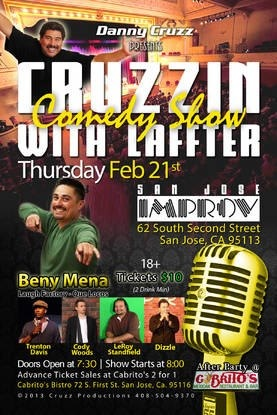 Danny Cruzz
PRESENTS
CRUZZIN
Comedy Show
WITH LAFFTER
Thursday Feb 21st
SAN JOSE
IMPROV
62 South Second Street
San Jose, CA 95113
18+
Tickets $10
(2 Drink Min)
Beny Mena
Laugh Factory - Que Locos
Trenton
Davis
Cody
Woods
LeRoy
Standfield
Dizzle
Doors Open at 7:30 | Show Starts at 8:00
Advance Ticket Sales at Cabrito's 2 for 1
Cabrito's Bistro 72 S. First St. San Jose, Ca. 95116
©2013 Cruzz Productions 408-504-9370
After Party @
CABRITO'S
RESTAURANT & BAR